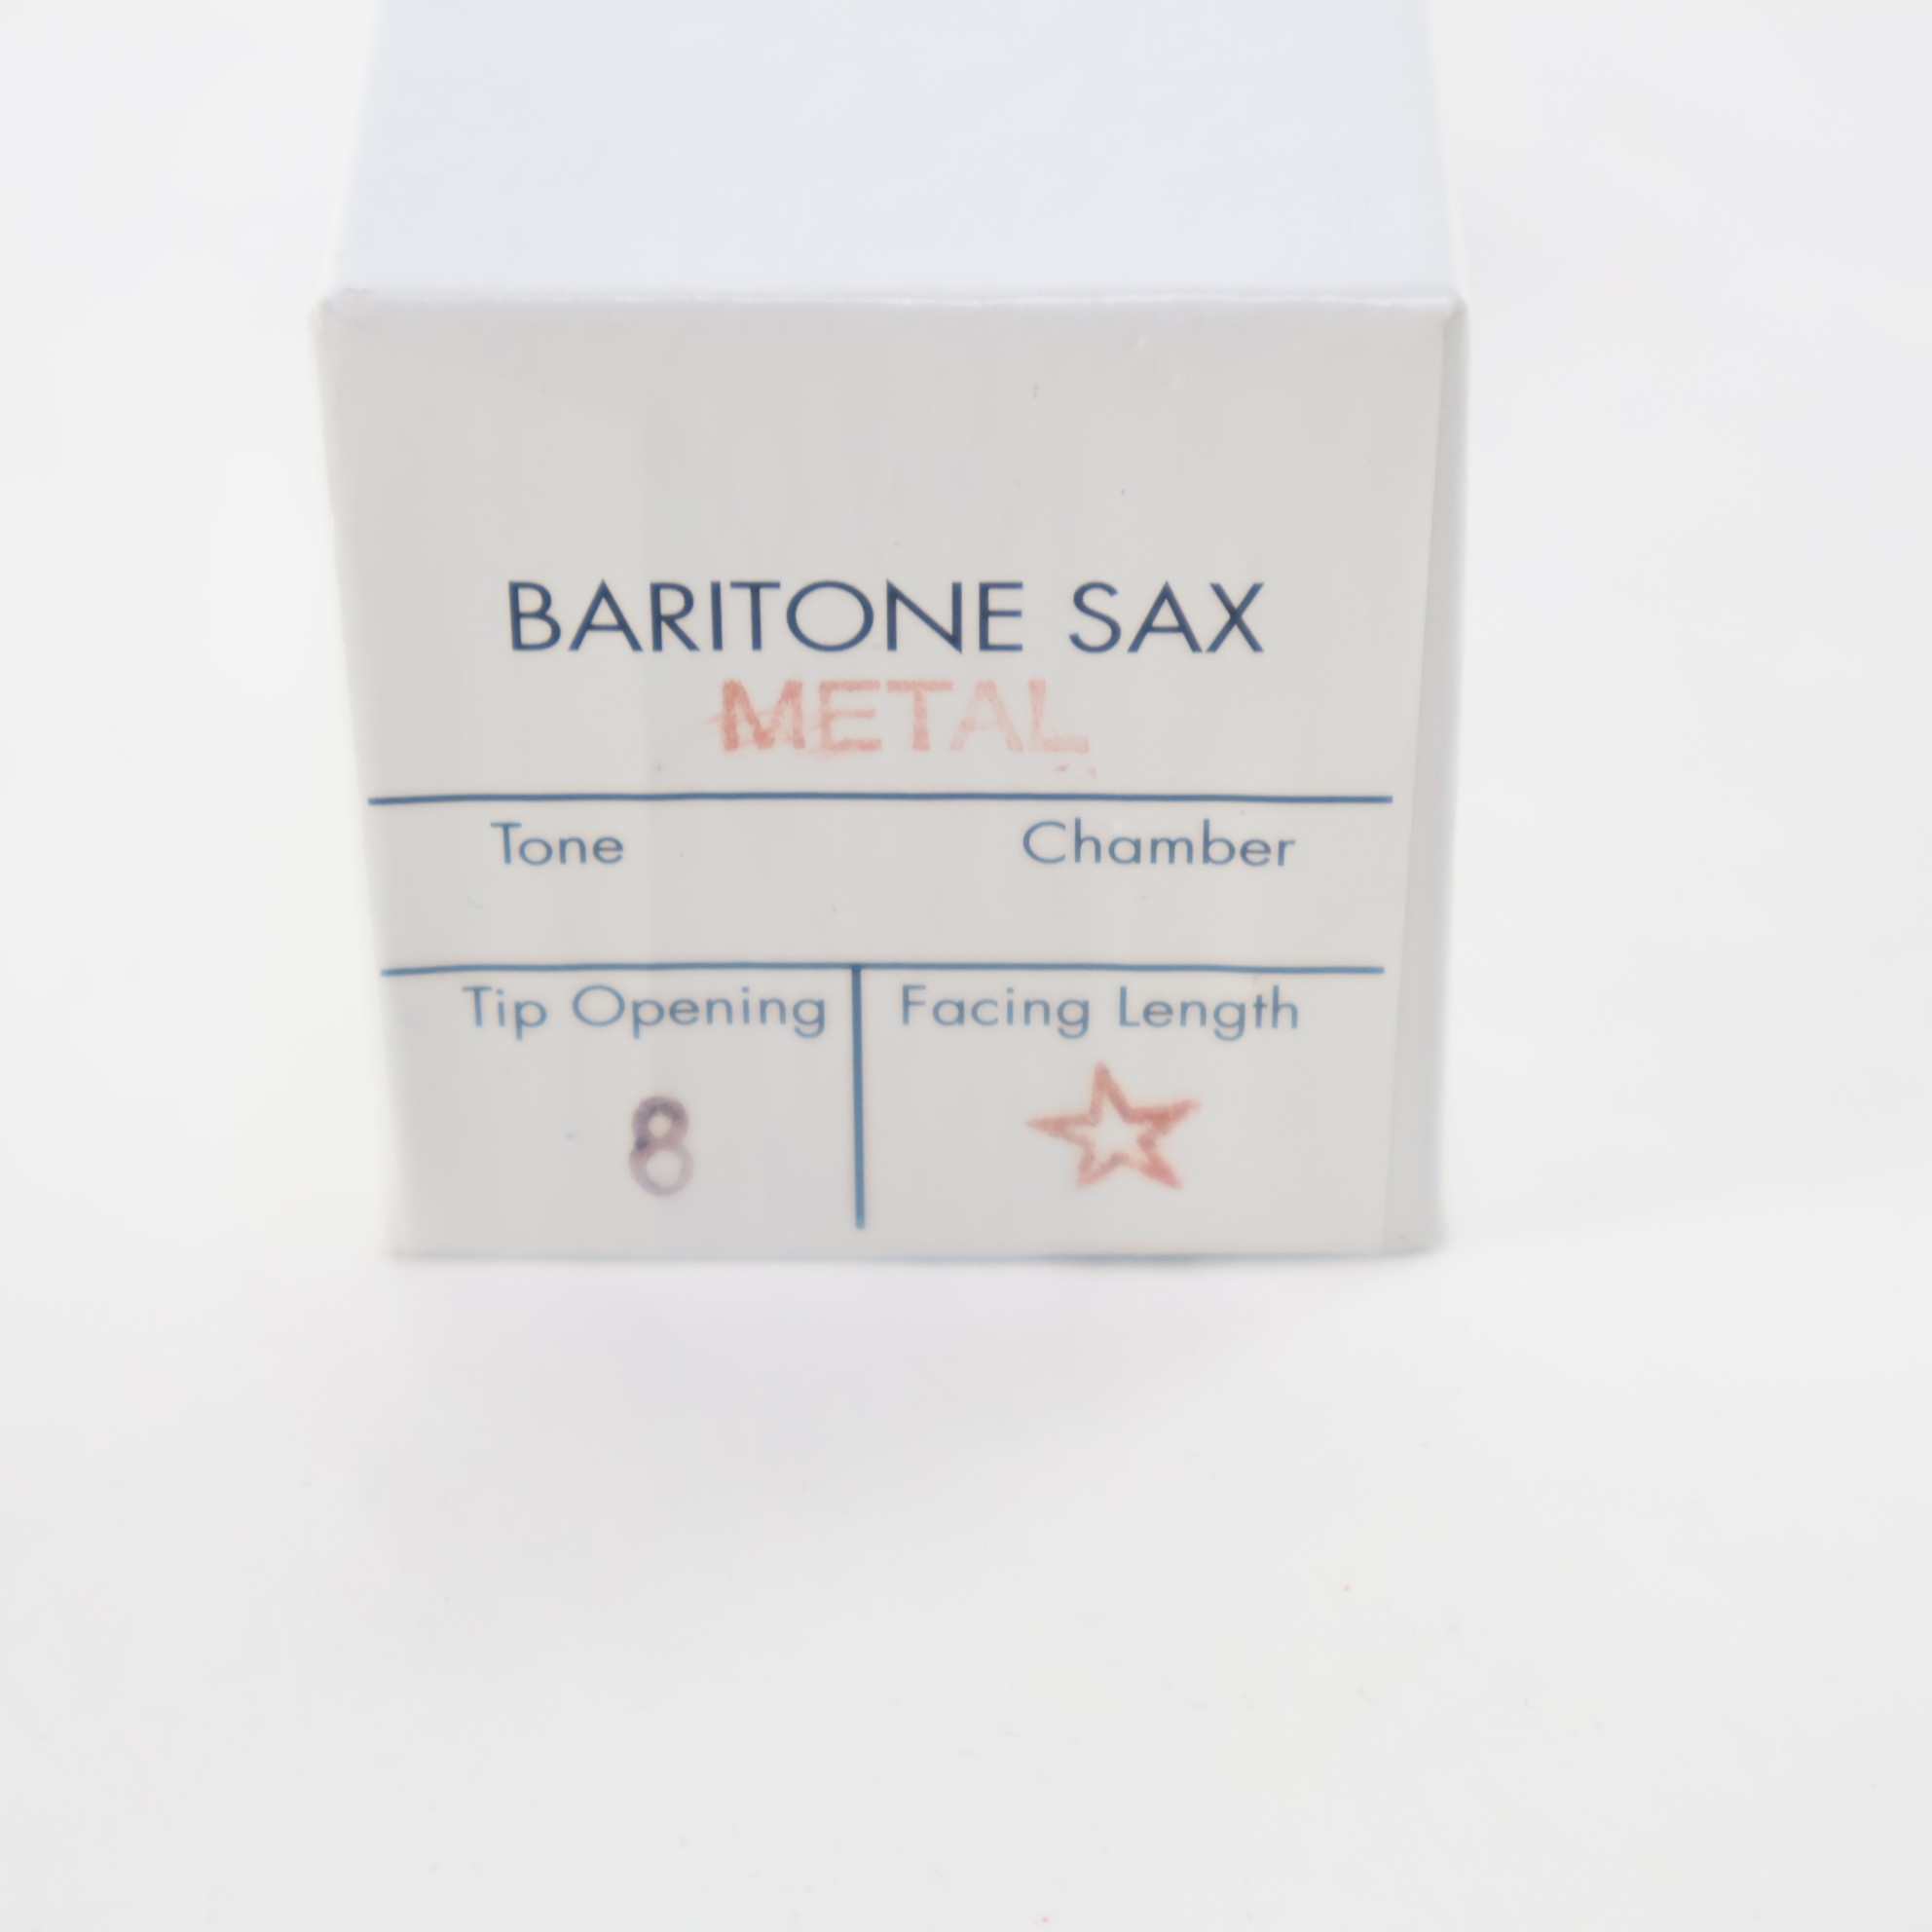 BARITONE SAX
METAL
Tone Chamber
Tip Opening Facing Length
8 ☆